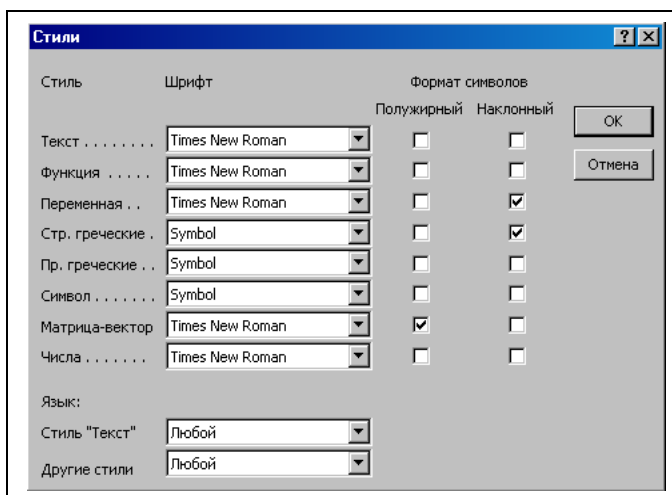 Стили
Стиль Шрифт Формат символов
Полужирный Наклонный
OK
Текст . . . . . . . . Times New Roman
Отмена
Функция . . . . . Times New Roman
Переменная . . Times New Roman
Стр. греческие . Symbol
Пр. греческие . . Symbol
Символ . . . . . . . Symbol
Матрица-вектор Times New Roman
Числа . . . . . . . Times New Roman
Язык:
Стиль "Текст" Любой
Другие стили Любой